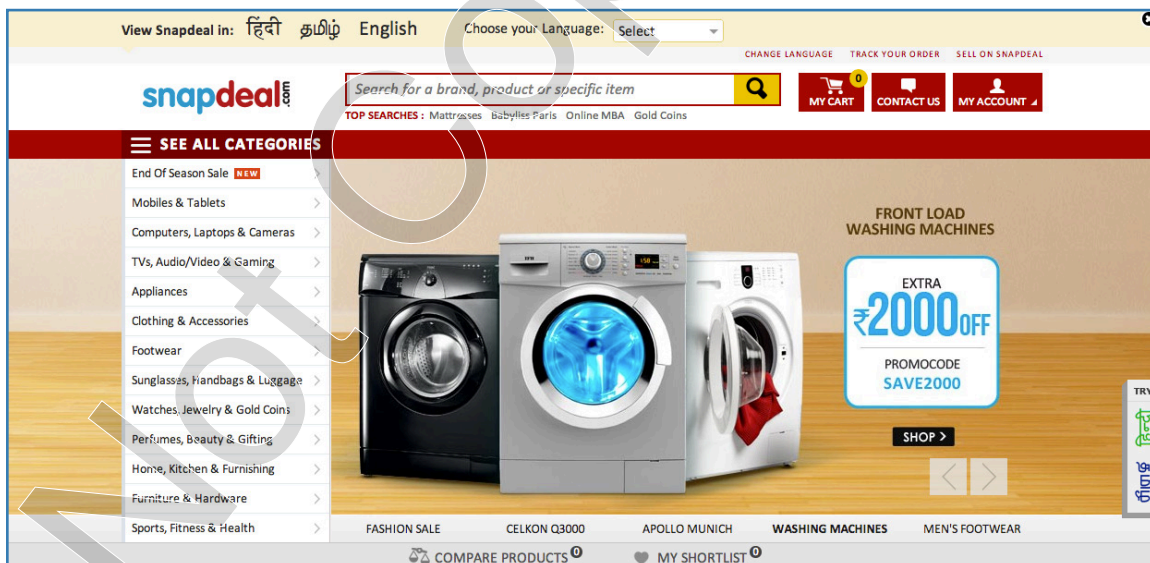 View Snapdeal in: हिंदी தமிழ் English Choose your Language: Select
CHANGE LANGUAGE TRACK YOUR ORDER SELL ON SNAPDEAL
snapdeal.com
Search for a brand, product or specific item
0
MY CART CONTACT US MY ACCOUNT
TOP SEARCHES : Mattresses Babyliss Paris Online MBA Gold Coins
SEE ALL CATEGORIES
End Of Season Sale NEW
Mobiles & Tablets
Computers, Laptops & Cameras
TVs, Audio/Video & Gaming
Appliances
Clothing & Accessories
Footwear
Sunglasses, Handbags & Luggage
Watches, Jewelry & Gold Coins
Perfumes, Beauty & Gifting
Home, Kitchen & Furnishing
Furniture & Hardware
Sports, Fitness & Health
FRONT LOAD
WASHING MACHINES
EXTRA
₹2000 OFF
PROMOCODE
SAVE2000
SHOP >
IFB
TRY
हिन्दी
FASHION SALE CELKON Q3000 APOLLO MUNICH WASHING MACHINES MEN'S FOOTWEAR
COMPARE PRODUCTS 0 MY SHORTLIST 0
Not Co